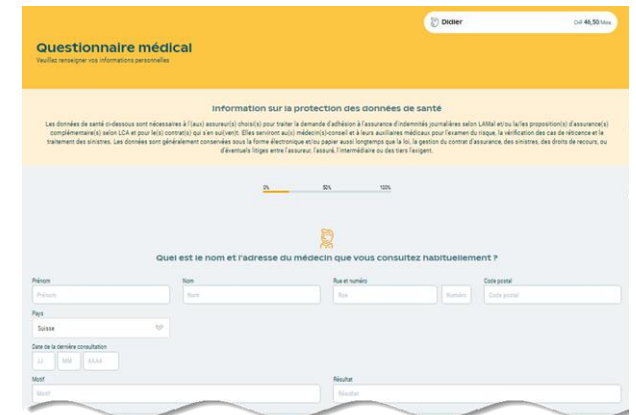 Didier
CHF 49,50/Mois
Questionnaire médical
Veuillez renseigner vos informations personnelles
Information sur la protection des données de santé
Les données de santé ci-dessous sont nécessaires à l'(aux) assureur(s) choisi(s) pour traiter la demande d'adhésion à l'assurance d'indemnités journalières selon LAMal et/ou la/les proposition(s) d'assurance(s)
complémentaire(s) selon LCA et pour le(s) contrat(s) qui s'en sui(ven)t. Elles serviront au(x) médecin(s)-conseil et à leurs auxiliaires médicaux pour l'examen du risque, la vérification des cas de réticence et le
traitement des sinistres. Les données sont généralement conservées sous la forme électronique et/ou papier aussi longtemps que la loi, la gestion du contrat d'assurance, des sinistres, des droits de recours, ou
d'éventuels litiges entre l'assureur, l'assuré, l'intermédiaire ou des tiers l'exigent.
0% 50% 100%
Quel est le nom et l'adresse du médecin que vous consultez habituellement ?
Prénom Nom Rue et numéro Code postal
Prénom Nom Rue Numéro Code postal
Pays
Suisse
Date de la dernière consultation
JJ MM AAAA
Motif Résultat
Motif Résultat